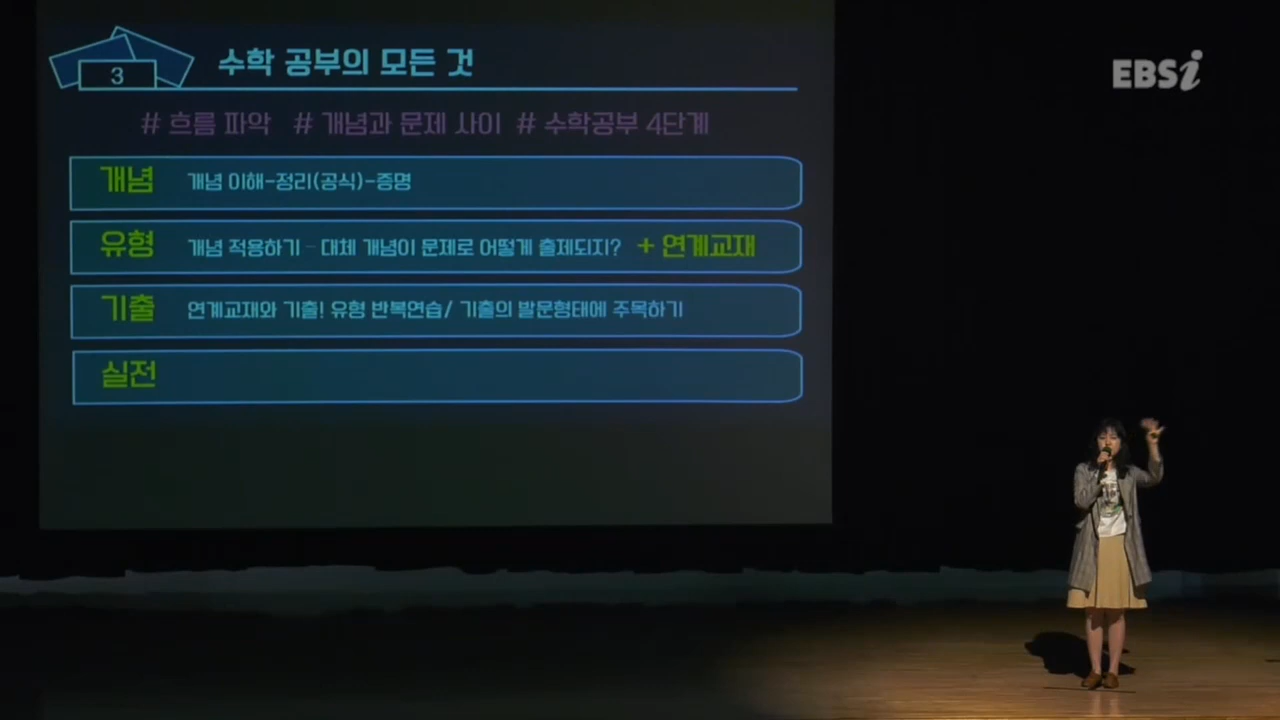 3 수학 공부의 모든 것
EBSi
# 흐름 파악 # 개념과 문제 사이 # 수학공부 4단계
개념 개념 이해-정리(공식)-증명
유형 개념 적용하기 - 대체 개념이 문제로 어떻게 출제되지? + 연계교재
기출 연계교재와 기출! 유형 반복연습/ 기출의 발문형태에 주목하기
실전